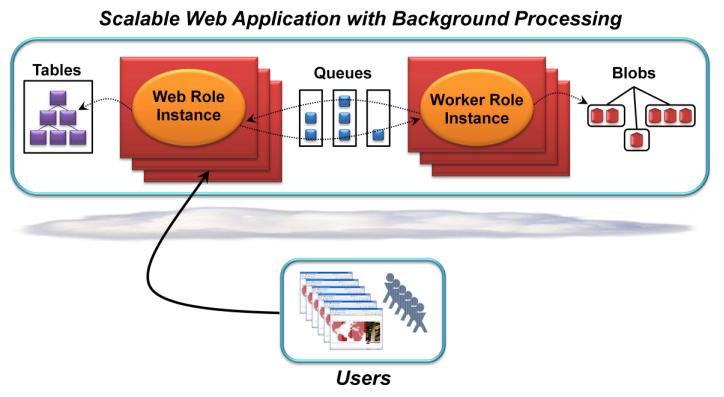 Scalable Web Application with Background Processing
Tables
Web Role
Instance
Queues
Worker Role
Instance
Blobs
Users